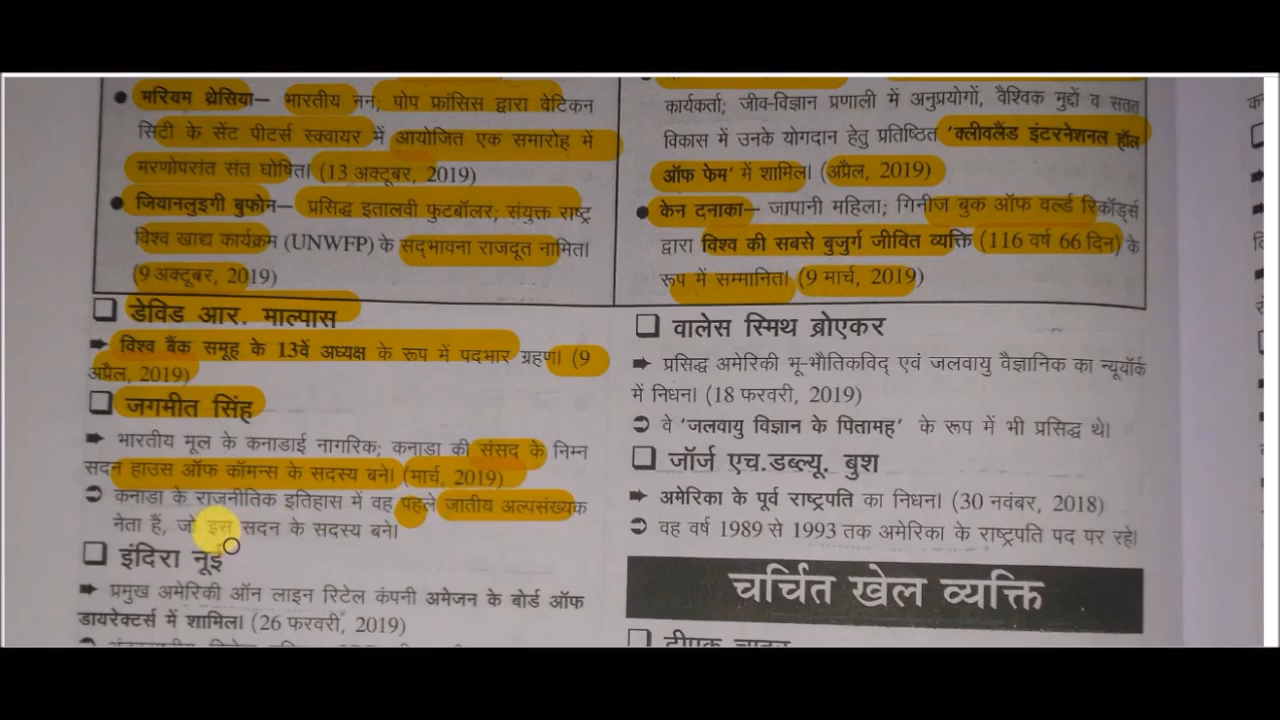 ● मरियम थ्रेसिया– भारतीय नन; पोप फ्रांसिस द्वारा वेटिकन
सिटी के सेंट पीटर्स स्क्वायर में आयोजित एक समारोह में
मरणोपरांत संत घोषित। (13 अक्टूबर, 2019)
● जियानलुइगी बुफोन– प्रसिद्ध इतालवी फुटबॉलर; संयुक्त राष्ट्र
विश्व खाद्य कार्यक्रम (UNWFP) के सद्भावना राजदूत नामित।
(9 अक्टूबर, 2019)
❑ डेविड आर. माल्पास
➨ विश्व बैंक समूह के 13वें अध्यक्ष के रूप में पदभार ग्रहण। (9
अप्रैल, 2019)
❑ जगमीत सिंह
➨ भारतीय मूल के कनाडाई नागरिक; कनाडा की संसद के निम्न
सदन हाउस ऑफ कॉमन्स के सदस्य बने। (मार्च, 2019)
➲ कनाडा के राजनीतिक इतिहास में वह पहले जातीय अल्पसंख्यक
नेता हैं, जो इस सदन के सदस्य बने।
❑ इंदिरा नूई
➨ प्रमुख अमेरिकी ऑन लाइन रिटेल कंपनी अमेजन के बोर्ड ऑफ
डायरेक्टर्स में शामिल। (26 फरवरी, 2019)
कार्यकर्ता; जीव-विज्ञान प्रणाली में अनुप्रयोगों, वैश्विक मुद्दों व सतत
विकास में उनके योगदान हेतु प्रतिष्ठित 'क्लीवलैंड इंटरनेशनल हॉल
ऑफ फेम' में शामिल। (अप्रैल, 2019)
● केन दनाका– जापानी महिला; गिनीज बुक ऑफ वर्ल्ड रिकॉर्ड्स
द्वारा विश्व की सबसे बुजुर्ग जीवित व्यक्ति (116 वर्ष 66 दिन) के
रूप में सम्मानित। (9 मार्च, 2019)
❑ वालेस स्मिथ ब्रोएकर
➨ प्रसिद्ध अमेरिकी भू-भौतिकविद् एवं जलवायु वैज्ञानिक का न्यूयॉर्क
में निधन। (18 फरवरी, 2019)
➲ वे 'जलवायु विज्ञान के पितामह' के रूप में भी प्रसिद्ध थे।
❑ जॉर्ज एच.डब्ल्यू. बुश
➨ अमेरिका के पूर्व राष्ट्रपति का निधन। (30 नवंबर, 2018)
➲ वह वर्ष 1989 से 1993 तक अमेरिका के राष्ट्रपति पद पर रहे।
चर्चित खेल व्यक्ति